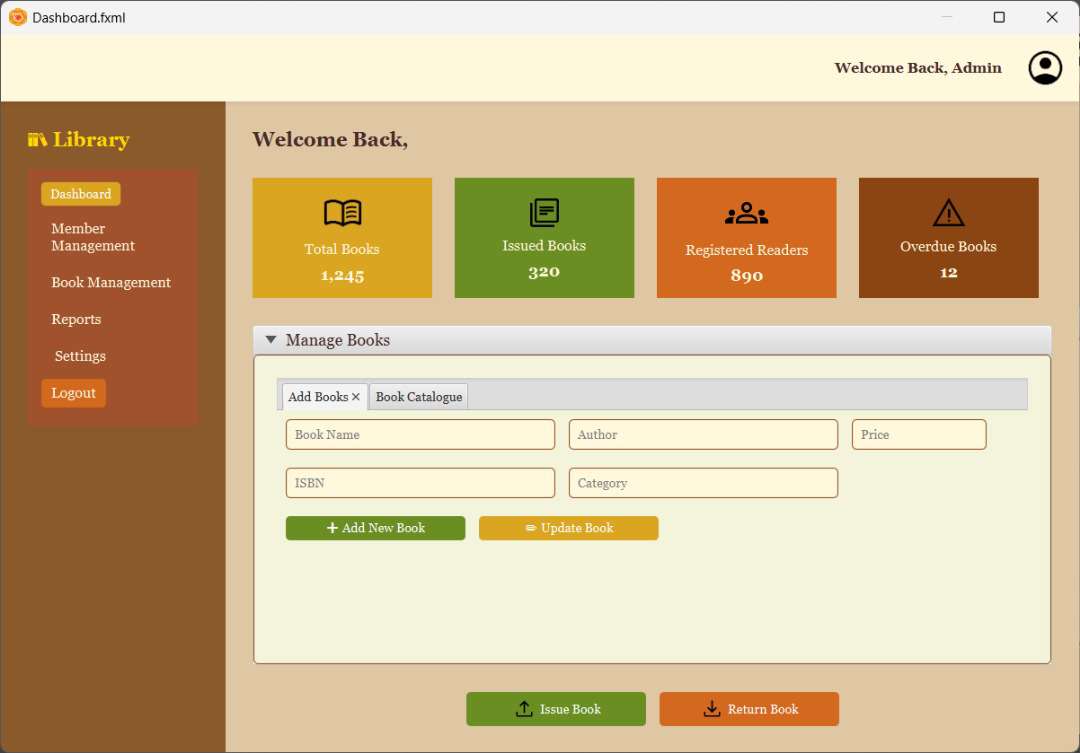 Dashboard.fxml
Welcome Back, Admin
Library
Dashboard
Member
Management
Book Management
Reports
Settings
Logout
Welcome Back,
Total Books
1,245
Issued Books
320
Registered Readers
890
Overdue Books
12
Manage Books
Add Books Book Catalogue
Book Name Author Price
ISBN Category
Add New Book Update Book
Issue Book Return Book